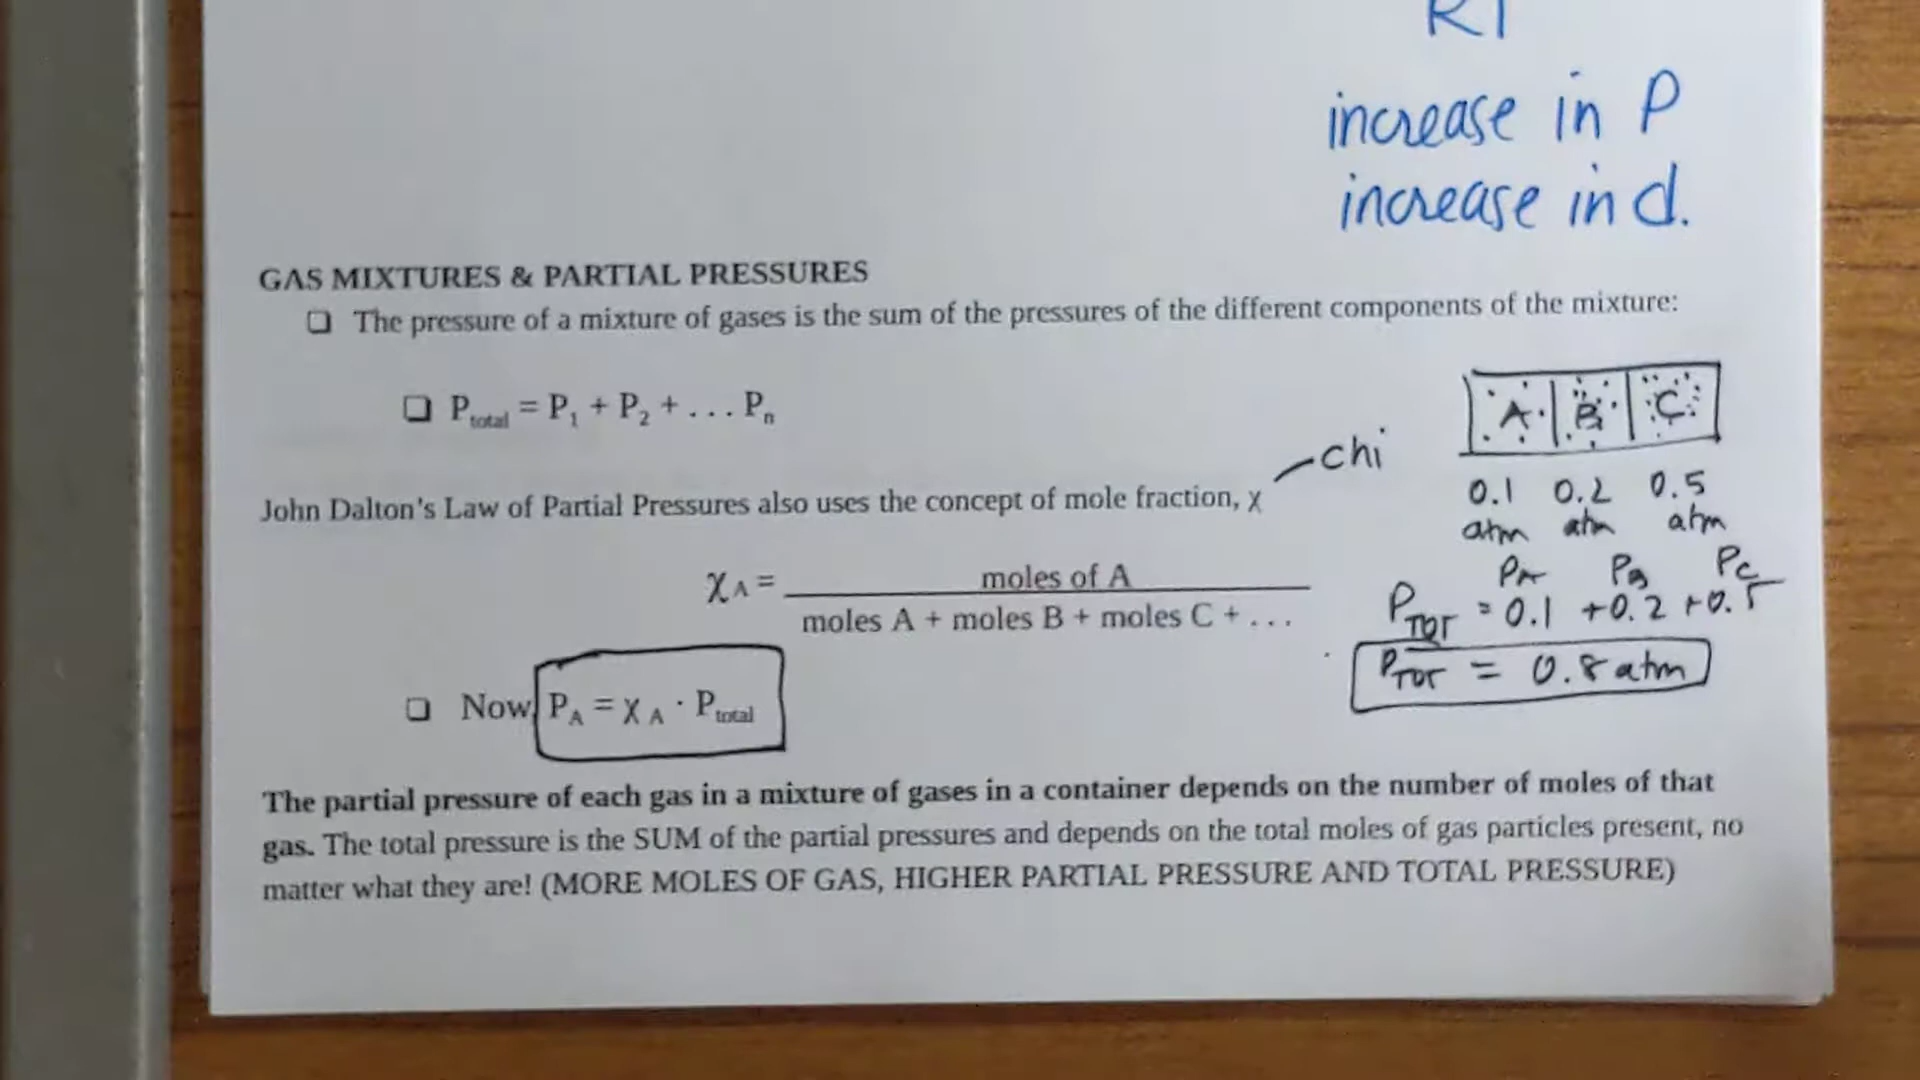 RT
increase in P
increase in d.
GAS MIXTURES & PARTIAL PRESSURES
❑ The pressure of a mixture of gases is the sum of the pressures of the different components of the mixture:
❑ Ptotal = P1 + P2 + ... Pn
A B C
chi
0.1 0.2 0.5
atm atm atm
John Dalton's Law of Partial Pressures also uses the concept of mole fraction, χ
PA PB PC
PTOT = 0.1 + 0.2 + 0.5
PTOT = 0.8 atm
χA = moles of A
moles A + moles B + moles C + ...
❑ Now, PA = χA · Ptotal
The partial pressure of each gas in a mixture of gases in a container depends on the number of moles of that
gas. The total pressure is the SUM of the partial pressures and depends on the total moles of gas particles present, no
matter what they are! (MORE MOLES OF GAS, HIGHER PARTIAL PRESSURE AND TOTAL PRESSURE)